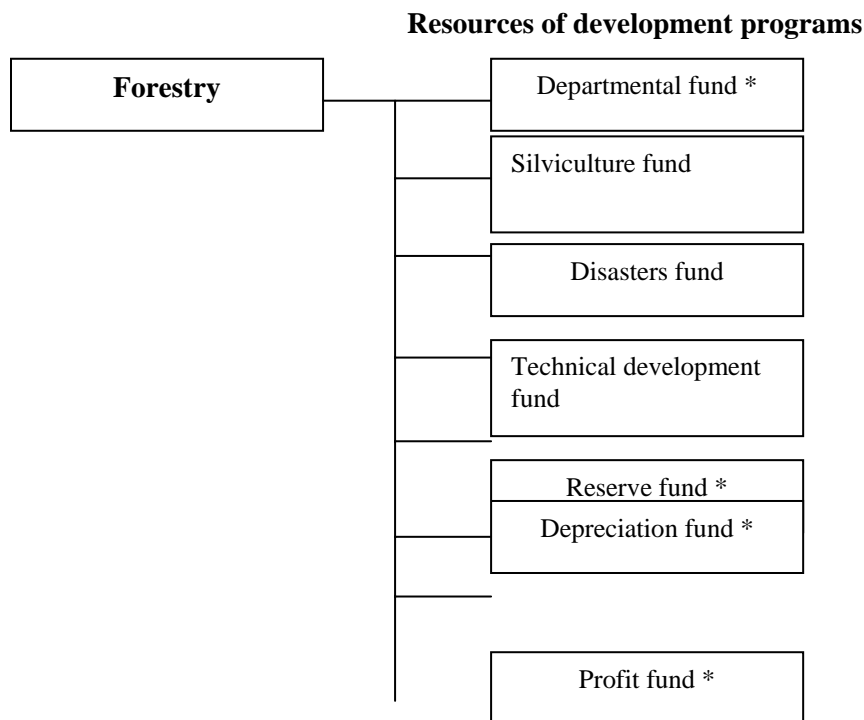 Resources of development programs
Forestry
Departmental fund *
Silviculture fund
Disasters fund
Technical development
fund
Reserve fund *
Depreciation fund *
Profit fund *